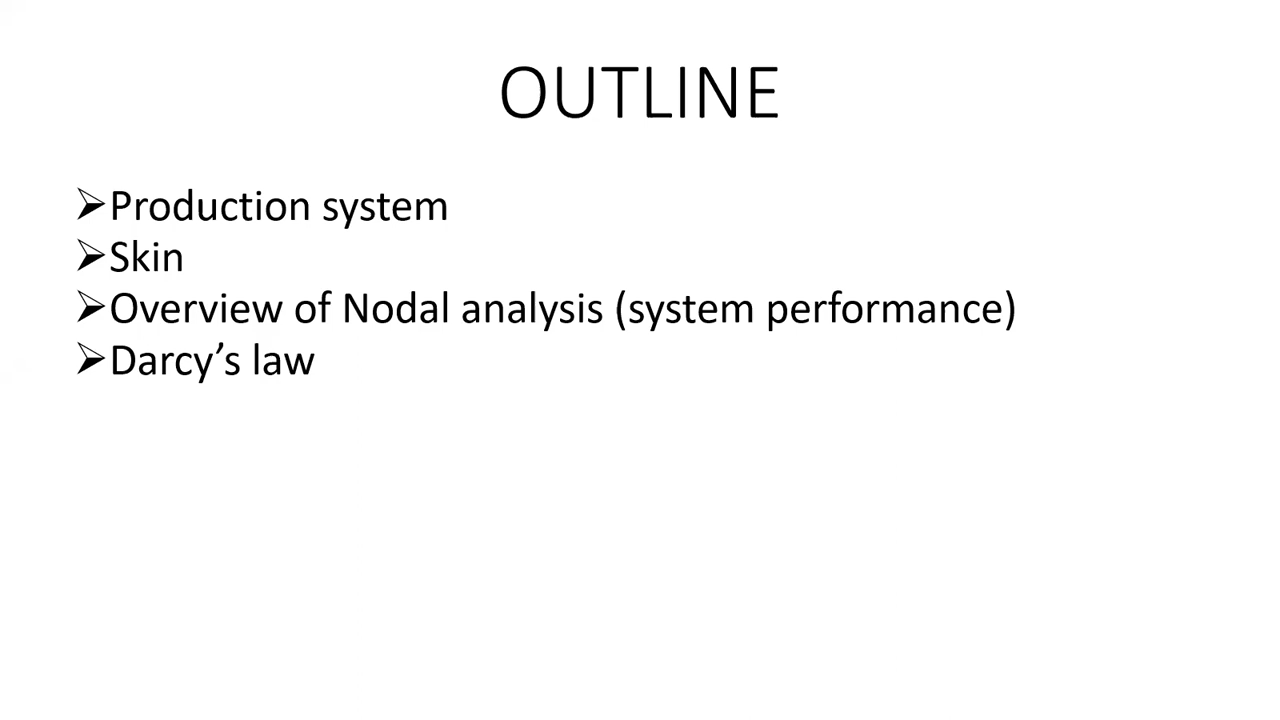 OUTLINE
➢Production system
➢Skin
➢Overview of Nodal analysis (system performance)
➢Darcy’s law